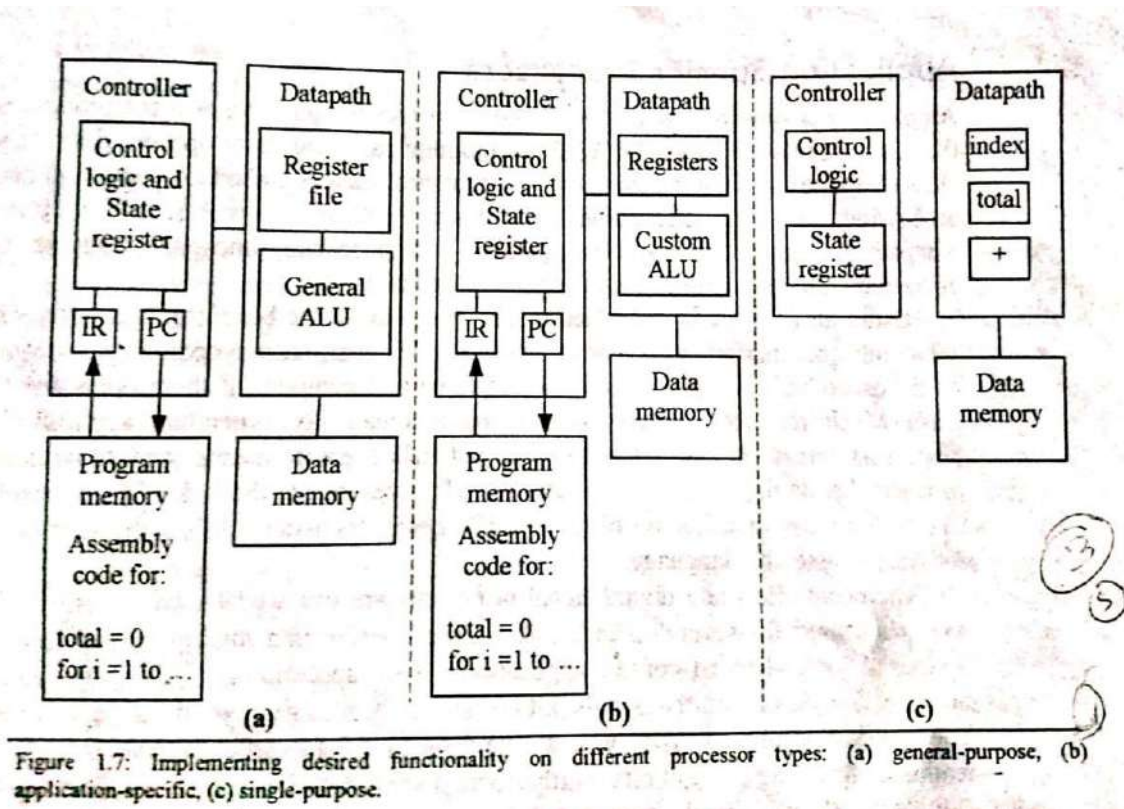 Controller
Control
logic and
State
register
IR
PC
Datapath
Register
file
General
ALU
Program
memory
Assembly
code for:
total = 0
for i =1 to ...
Data
memory
(a)
Controller
Control
logic and
State
register
IR
PC
Datapath
Registers
Custom
ALU
Data
memory
Program
memory
Assembly
code for:
total = 0
for i =1 to ...
(b)
Controller
Control
logic
State
register
Datapath
index
total
+
Data
memory
(c)
Figure 1.7: Implementing desired functionality on different processor types: (a) general-purpose, (b)
application-specific, (c) single-purpose.